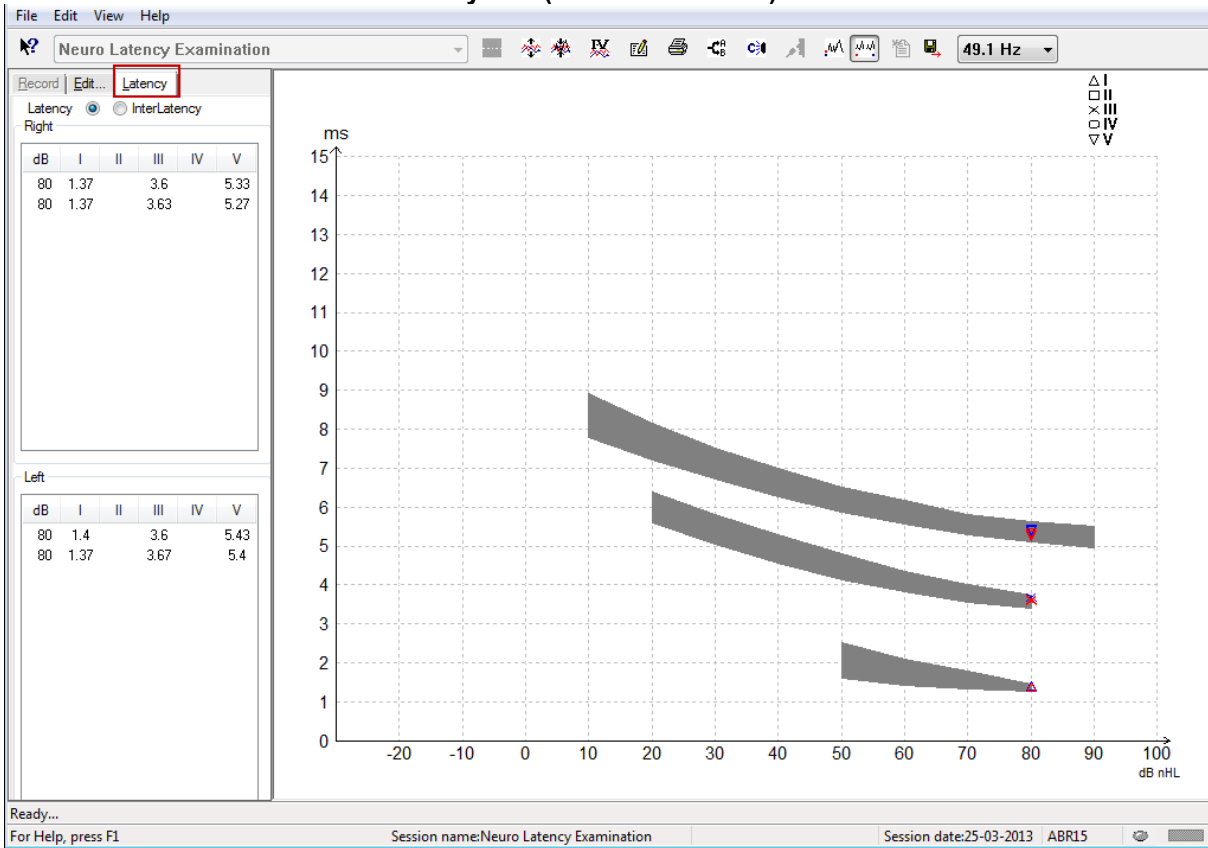 File Edit View Help
Neuro Latency Examination
49.1 Hz
Record Edit... Latency
Latency InterLatency
Right
dB I II III IV V
80 1.37 3.6 5.33
80 1.37 3.63 5.27
Left
dB I II III IV V
80 1.4 3.6 5.43
80 1.37 3.67 5.4
I
II
III
IV
V
ms
15
14
13
12
11
10
9
8
7
6
5
4
3
2
1
0
-20 -10 0 10 20 30 40 50 60 70 80 90 100
dB nHL
Ready...
For Help, press F1 Session name:Neuro Latency Examination Session date:25-03-2013 ABR15